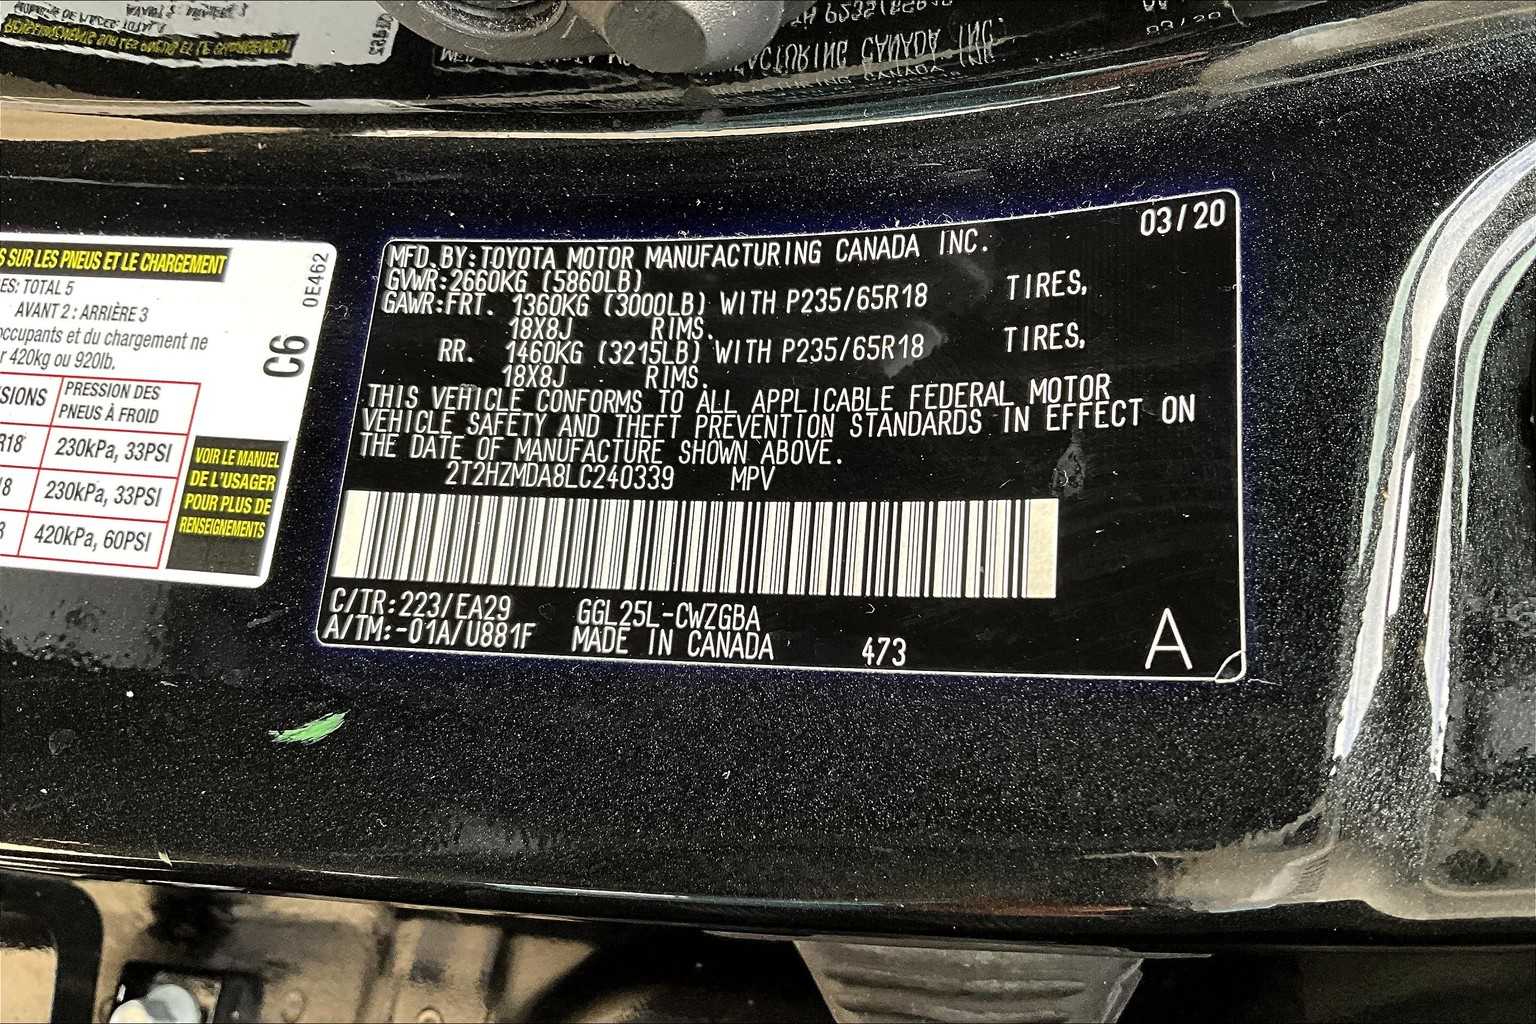 S SUR LES PNEUS ET LE CHARGEMENT
ES: TOTAL 5
AVANT 2 : ARRIÈRE 3
occupants et du chargement ne
r 420kg ou 920lb.
0E462
C6
SIONS
PRESSION DES
PNEUS À FROID
R18 230kPa, 33PSI
18 230kPa, 33PSI
420kPa, 60PSI
VOIR LE MANUEL
DE L'USAGER
POUR PLUS DE
RENSEIGNEMENTS
03/20
MFD.BY:TOYOTA MOTOR MANUFACTURING CANADA INC.
GVWR:2660KG (5860LB)
GAWR:FRT. 1360KG (3000LB) WITH P235/65R18 TIRES,
18X8J RIMS.
RR. 1460KG (3215LB) WITH P235/65R18 TIRES,
18X8J RIMS.
THIS VEHICLE CONFORMS TO ALL APPLICABLE FEDERAL MOTOR
VEHICLE SAFETY AND THEFT PREVENTION STANDARDS IN EFFECT ON
THE DATE OF MANUFACTURE SHOWN ABOVE.
2T2HZMDA8LC240339 MPV
C/TR:223/EA29 GGL25L-CWZGBA
A/TM:-01A/U881F MADE IN CANADA 473
A